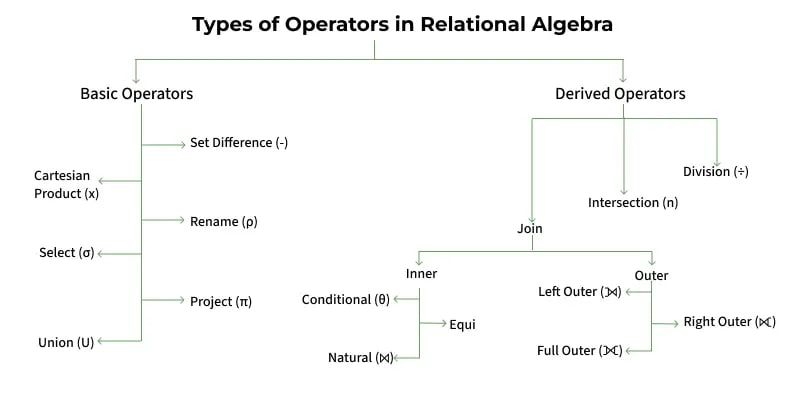 Types of Operators in Relational Algebra
Basic Operators
Derived Operators
Set Difference (-)
Cartesian
Product (x)
Rename (ρ)
Select (σ)
Project (π)
Union (U)
Division (÷)
Intersection (n)
Join
Inner
Outer
Conditional (θ)
Equi
Natural (⋈)
Left Outer (⟕)
Right Outer (⟖)
Full Outer (⟗)